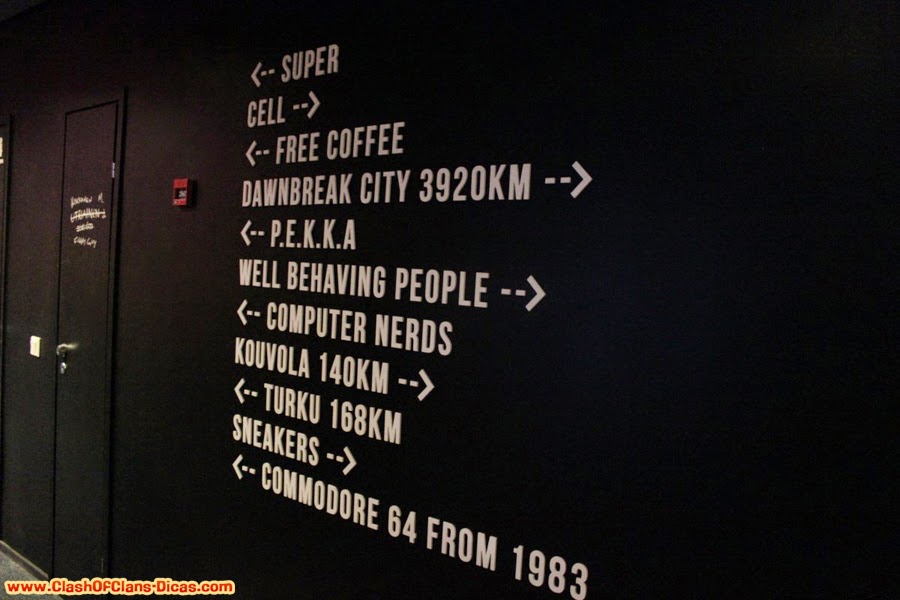 <-- SUPER
CELL -->
<-- FREE COFFEE
DAWNBREAK CITY 3920KM -->
<-- P.E.K.K.A
WELL BEHAVING PEOPLE -->
<-- COMPUTER NERDS
KOUVOLA 140KM -->
<-- TURKU 168KM
SNEAKERS -->
<-- COMMODORE 64 FROM 1983
www.ClashOfClans-Dicas.com